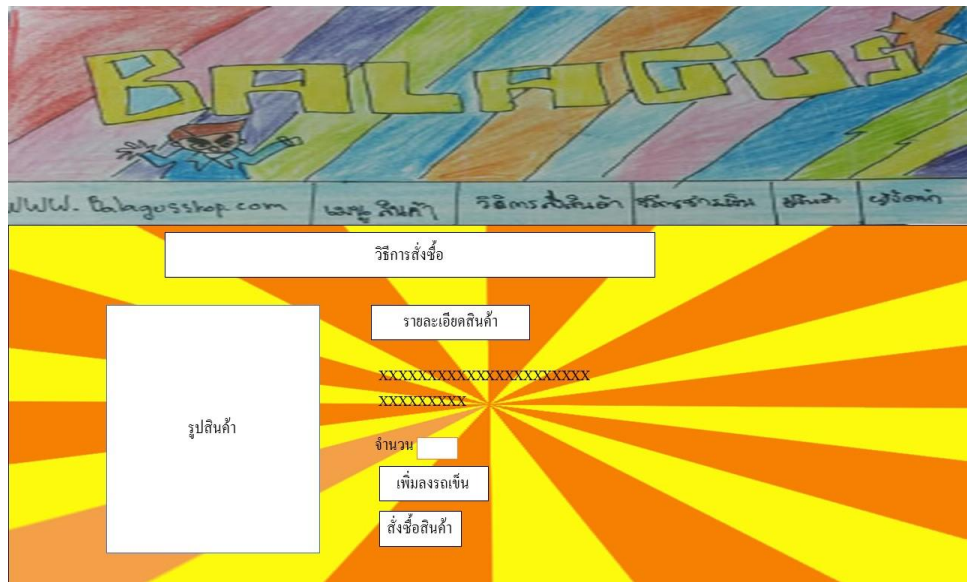 BALAGUS
WWW. Balagusshop.com เมนูสินค้า วิธีการสั่งสินค้า วิธีการชำระเงิน
วิธีการสั่งซื้อ
รายละเอียดสินค้า
XXXXXXXXXXXXXXXXXXXXXX
XXXXXXXXX
รูปสินค้า
จำนวน
เพิ่มลงรถเข็น
สั่งซื้อสินค้า